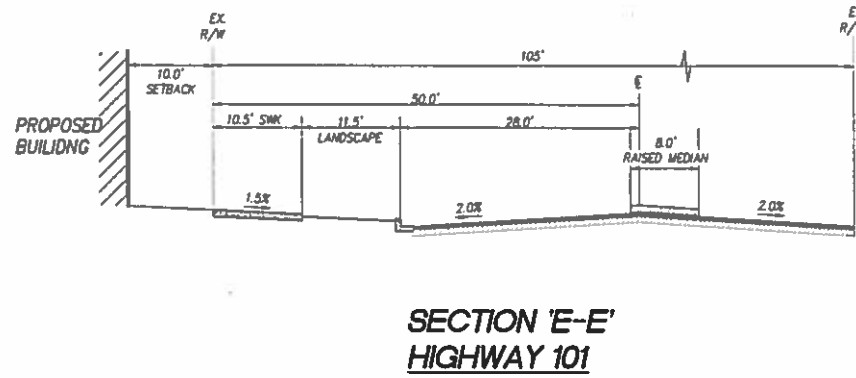 EX.
R/W
E
R/
105'
10.0'
SETBACK
50.0'
℄
10.5' SWK
11.5'
LANDSCAPE
28.0'
8.0'
RAISED MEDIAN
PROPOSED
BUILIDNG
1.5%
2.0%
2.0%
SECTION 'E-E'
HIGHWAY 101